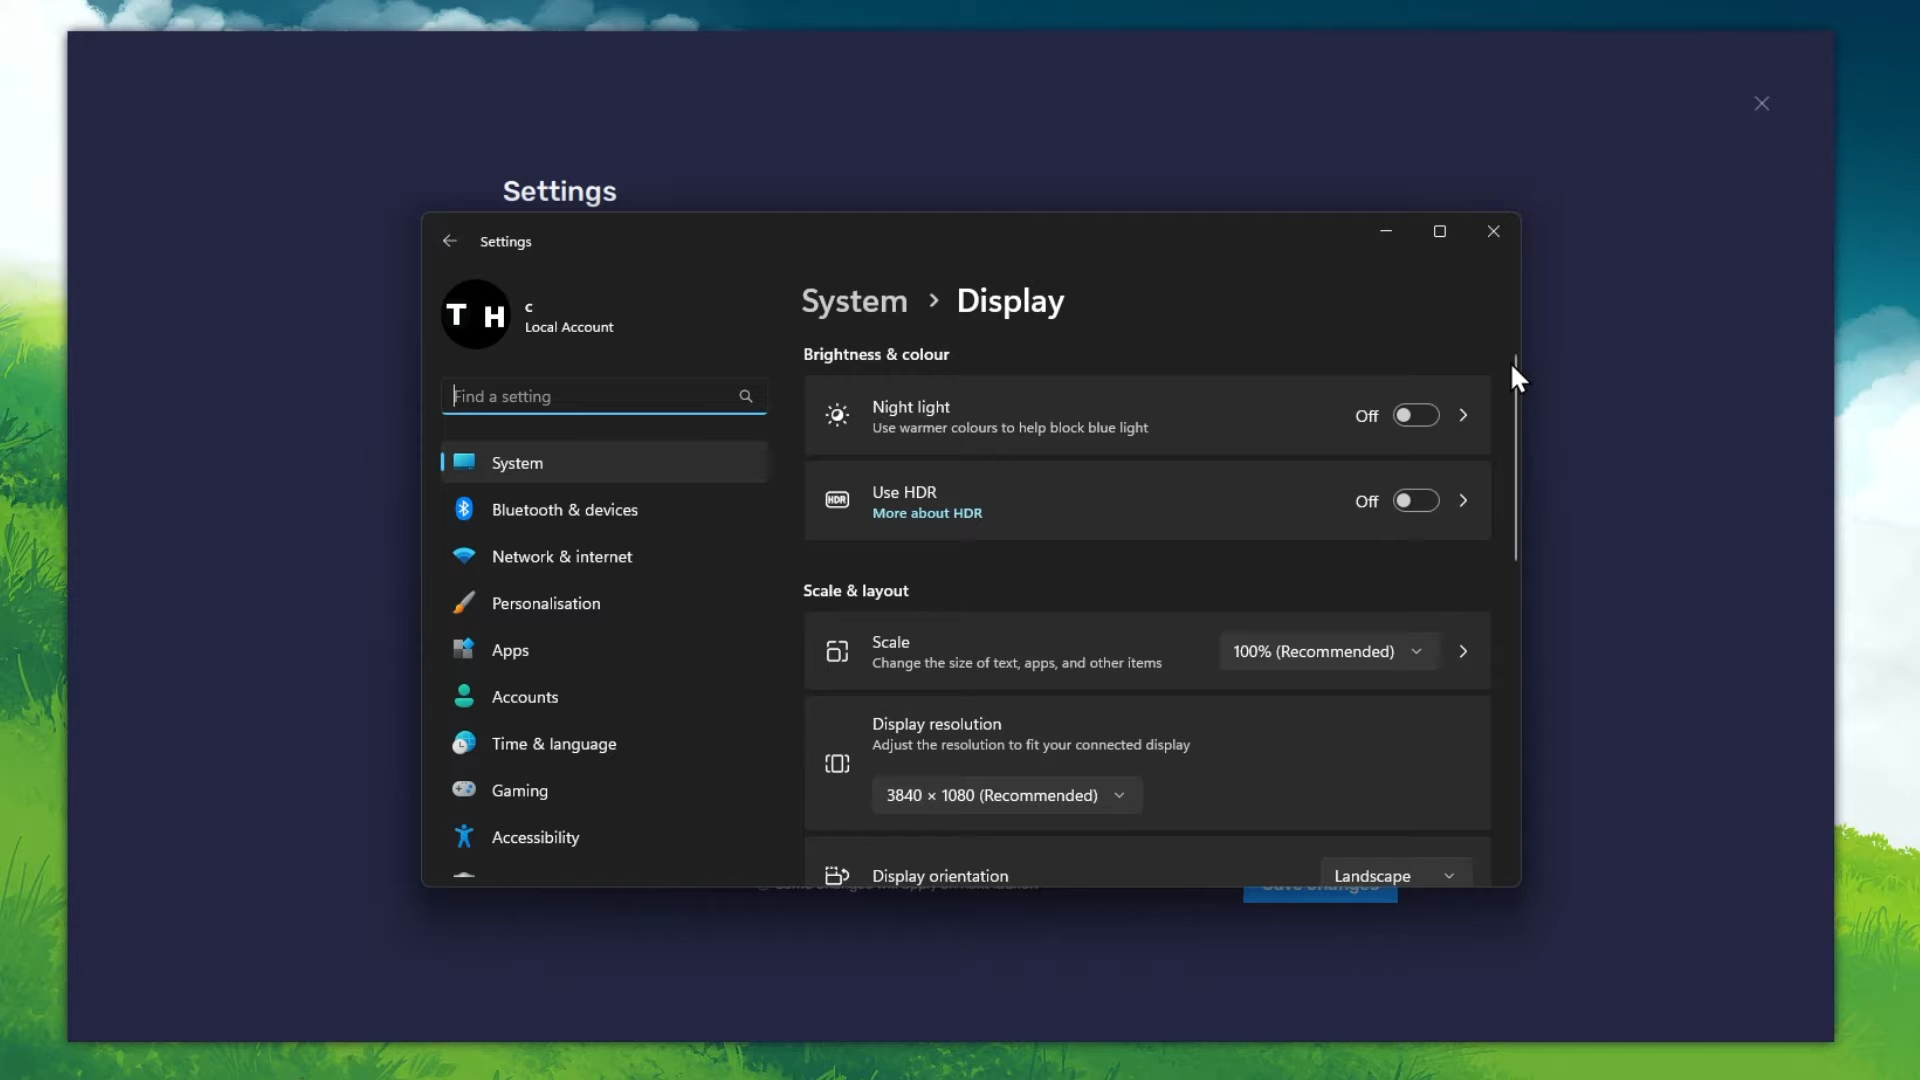 Settings
Settings
T H
c
Local Account
Find a setting
System
Bluetooth & devices
Network & internet
Personalisation
Apps
Accounts
Time & language
Gaming
Accessibility
System › Display
Brightness & colour
Night light
Use warmer colours to help block blue light
Off
HDR
Use HDR
More about HDR
Off
Scale & layout
Scale
Change the size of text, apps, and other items
100% (Recommended)
Display resolution
Adjust the resolution to fit your connected display
3840 × 1080 (Recommended)
Display orientation
Landscape
Save changes